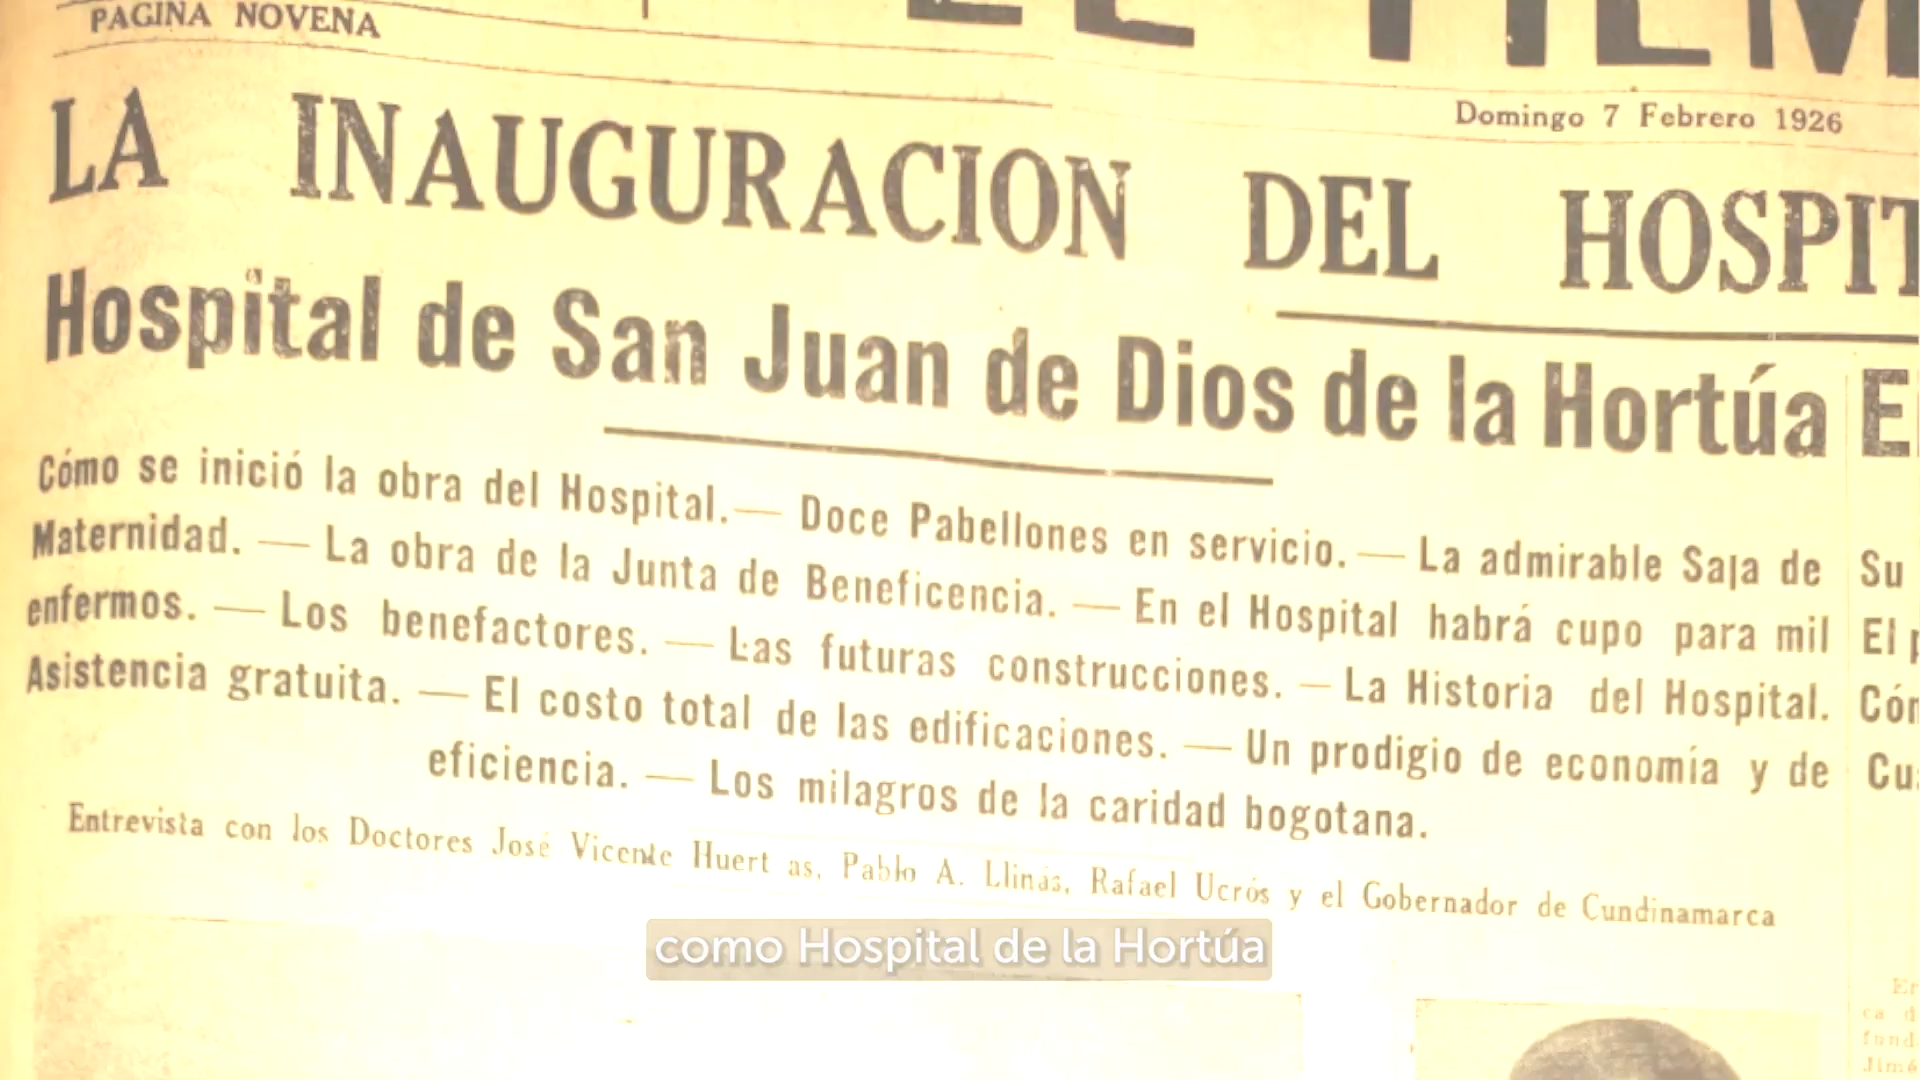 PAGINA NOVENA
Domingo 7 Febrero 1926
LA INAUGURACION DEL
Hospital de San Juan de Dios de la Hortúa
Cómo se inició la obra del Hospital.— Doce Pabellones en servicio.— La admirable Sala de Su
Maternidad. — La obra de la Junta de Beneficencia. — En el Hospital habrá cupo para mil El
enfermos. — Los benefactores. — Las futuras construcciones. — La Historia del Hospital.
Asistencia gratuita. — El costo total de las edificaciones. — Un prodigio de economía y de
eficiencia. — Los milagros de la caridad bogotana.
Entrevista con los Doctores José Vicente Huert as, Pablo A. Llinás, Rafael Ucrós y el Gobernador de Cundinamarca
como Hospital de la Hortúa